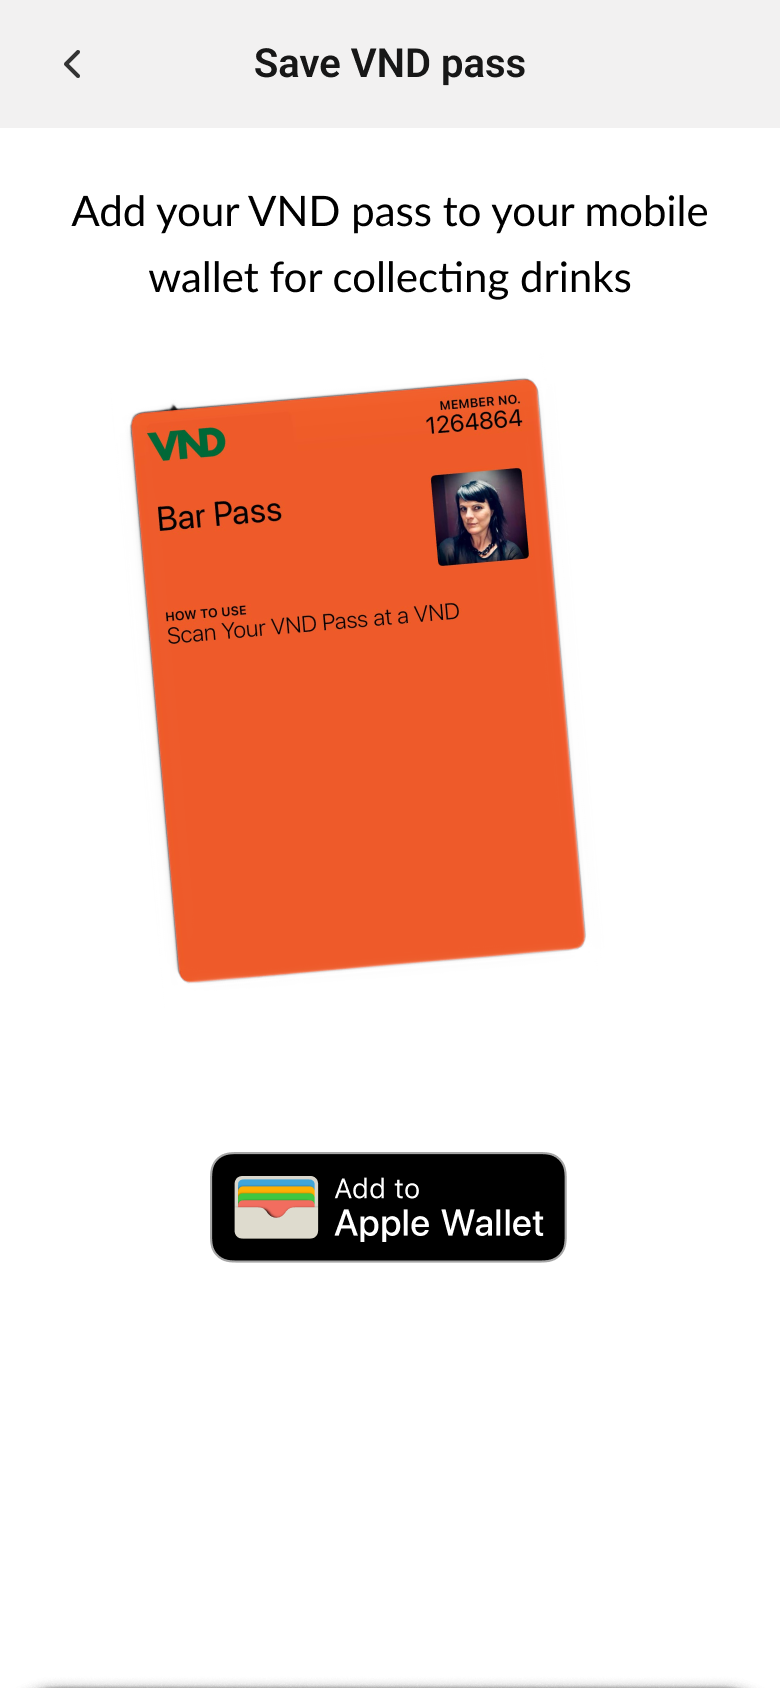 Save VND pass
Add your VND pass to your mobile
wallet for collecting drinks
VND
MEMBER NO.
1264864
Bar Pass
HOW TO USE
Scan Your VND Pass at a VND
Add to
Apple Wallet